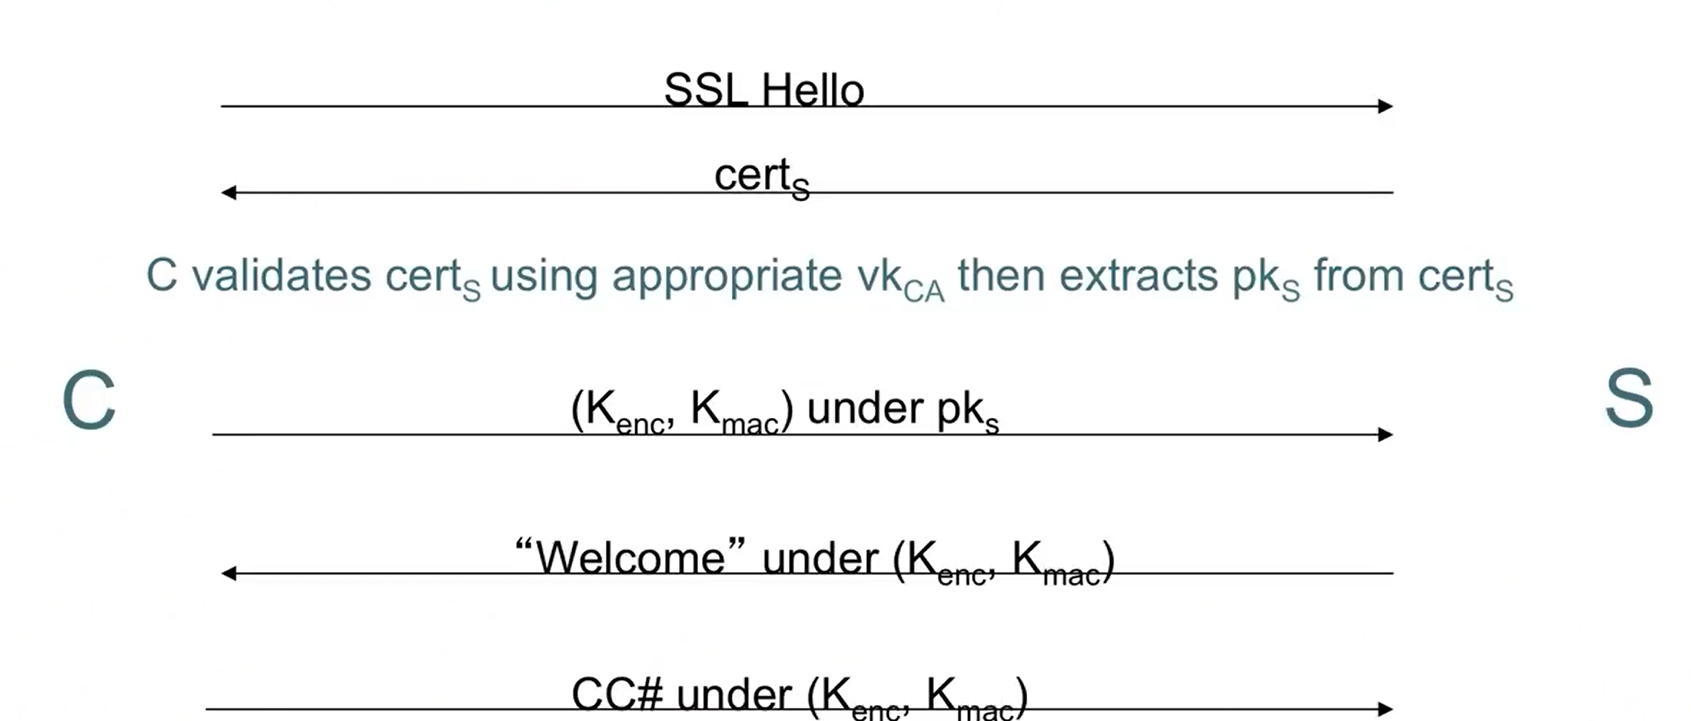 SSL Hello
certS
C validates certS using appropriate vkCA then extracts pkS from certS
C
(Kenc, Kmac) under pks
S
“Welcome” under (Kenc, Kmac)
CC# under (Kenc, Kmac)